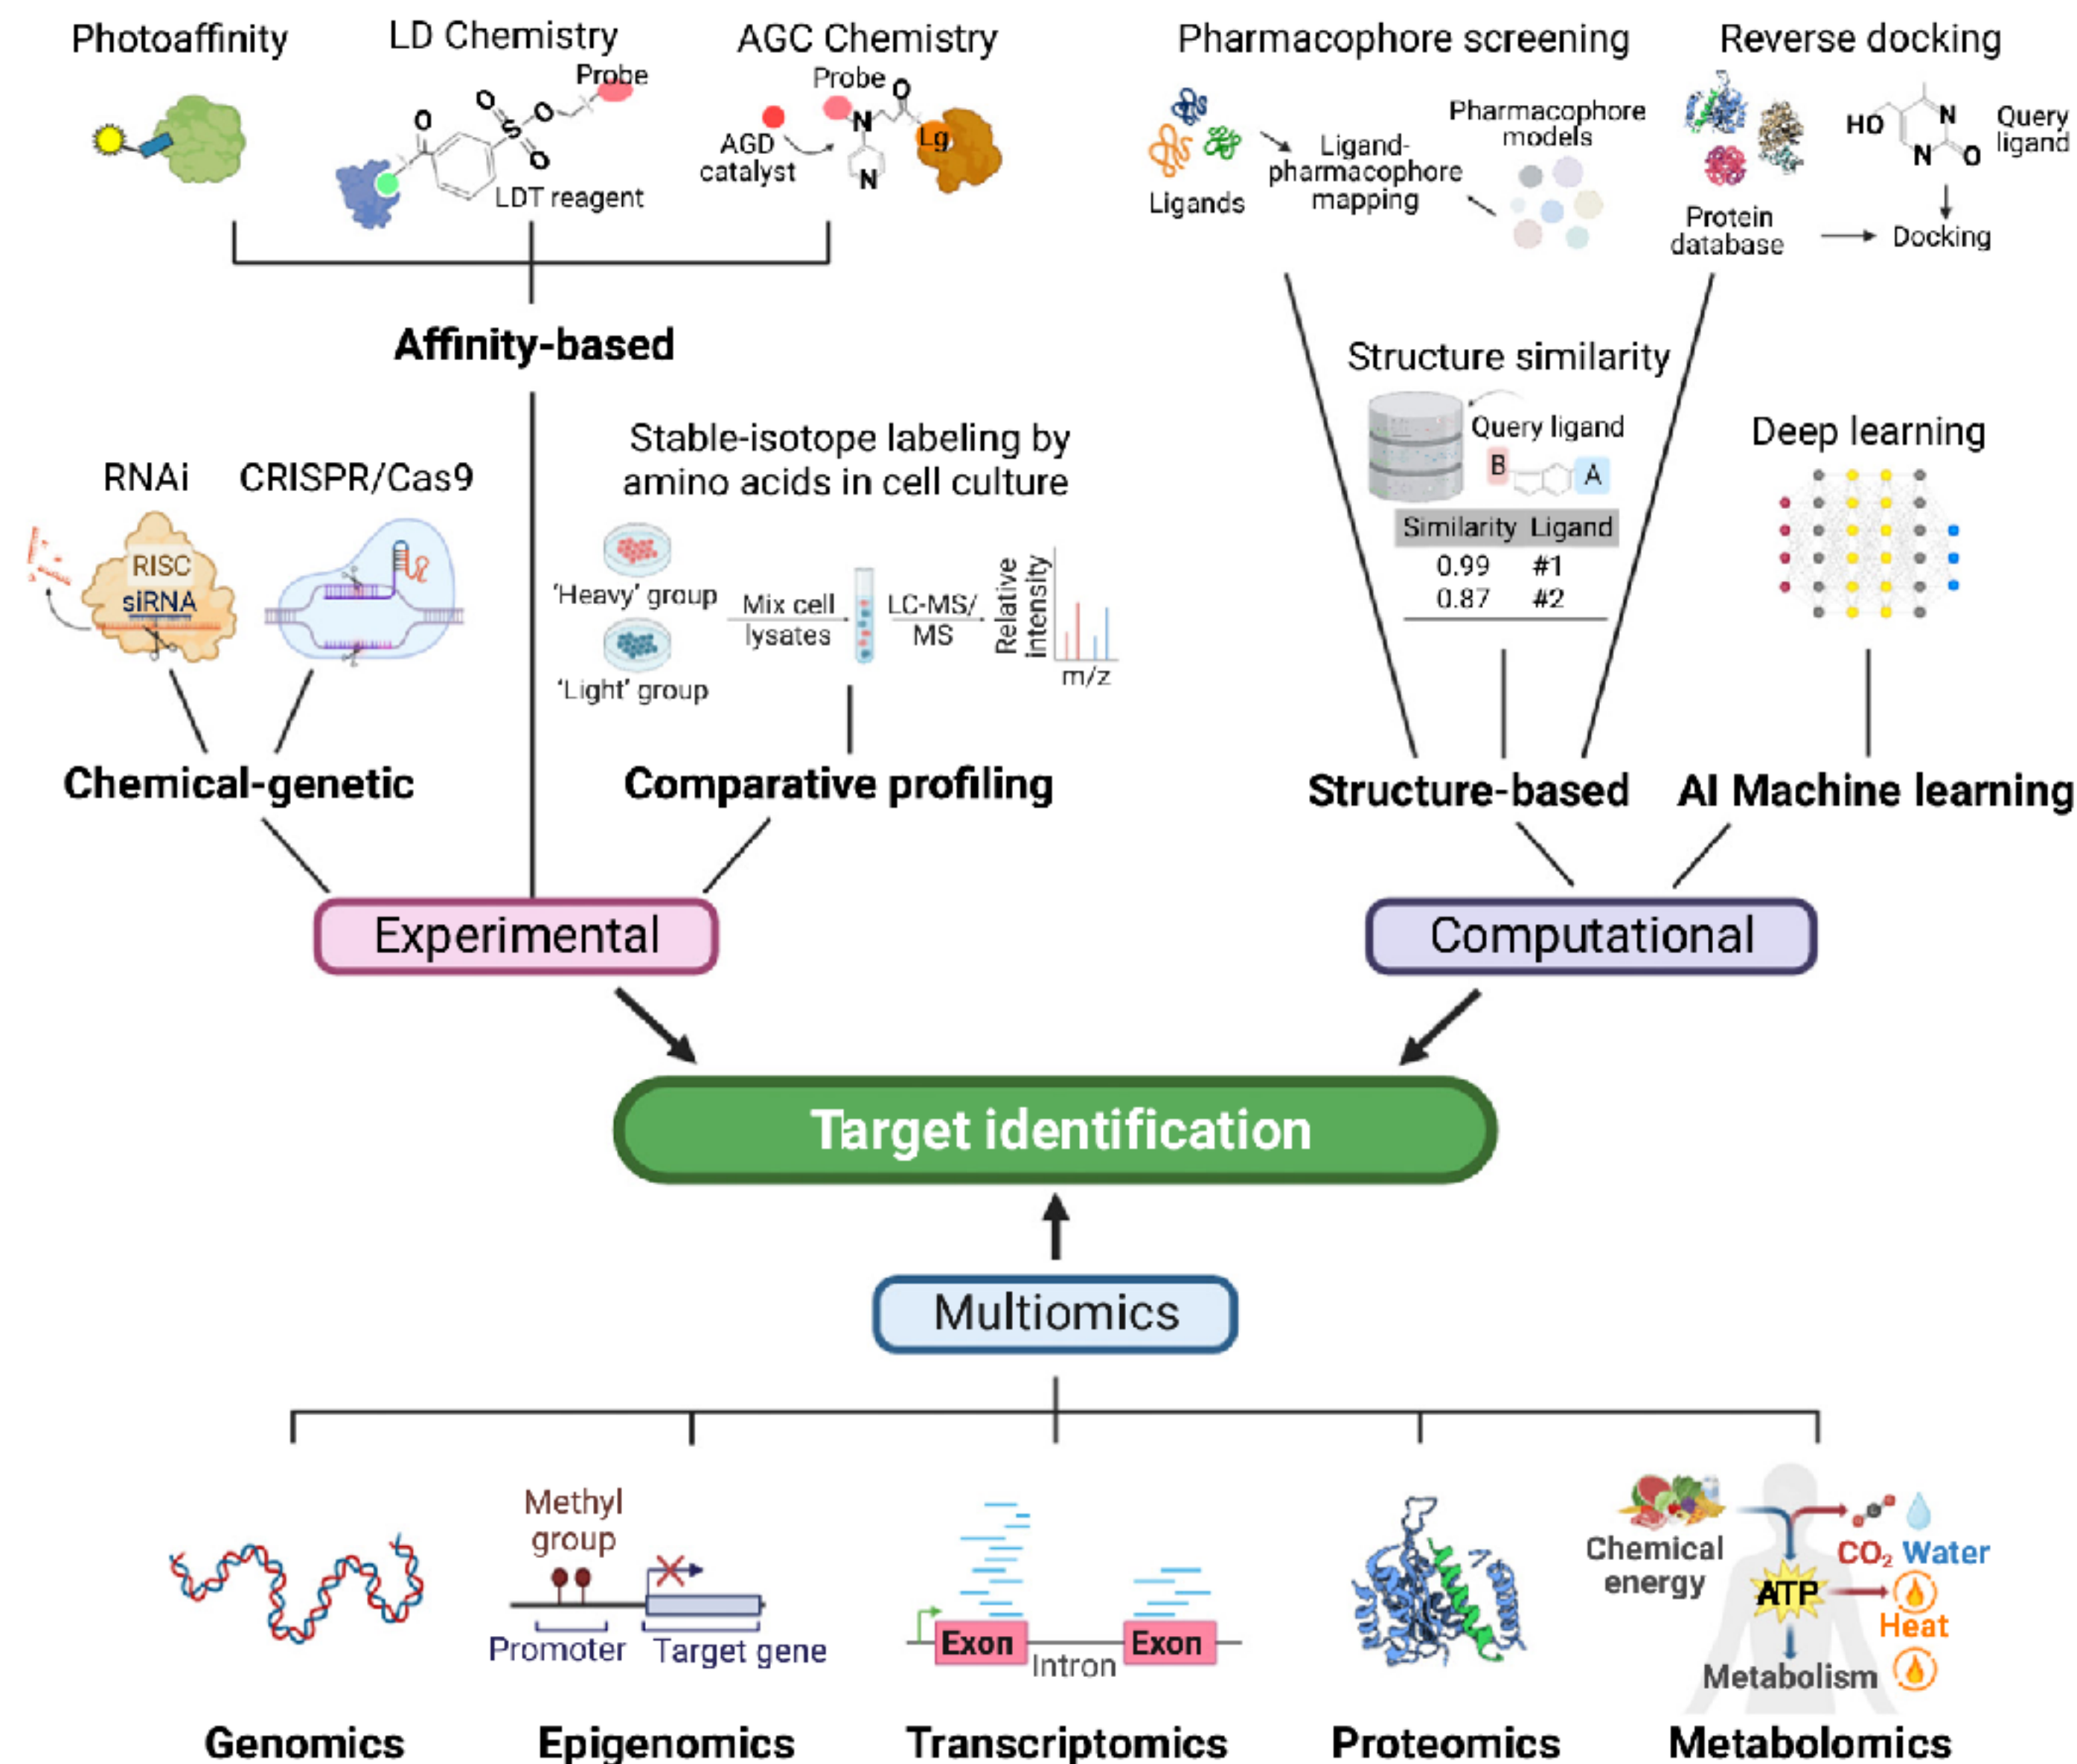 Photoaffinity
LD Chemistry
Probe
O
O
S
O
O
LDT reagent
AGC Chemistry
Probe
O
N
AGD
catalyst
Lg
N
Pharmacophore screening
Ligands
Ligand-
pharmacophore
mapping
Pharmacophore
models
Reverse docking
HO
N
N
O
Query
ligand
Protein
database
Docking
Affinity-based
RNAi
RISC
siRNA
CRISPR/Cas9
Stable-isotope labeling by
amino acids in cell culture
'Heavy' group
'Light' group
Mix cell
lysates
LC-MS/
MS
Relative
intensity
m/z
Structure similarity
Query ligand
B
A
Similarity Ligand
0.99 #1
0.87 #2
Deep learning
Chemical-genetic
Comparative profiling
Structure-based
AI Machine learning
Experimental
Computational
Target identification
Multiomics
Methyl
group
Promoter
Target gene
Exon
Intron
Exon
Chemical
energy
CO₂ Water
ATP
Heat
Metabolism
Genomics
Epigenomics
Transcriptomics
Proteomics
Metabolomics